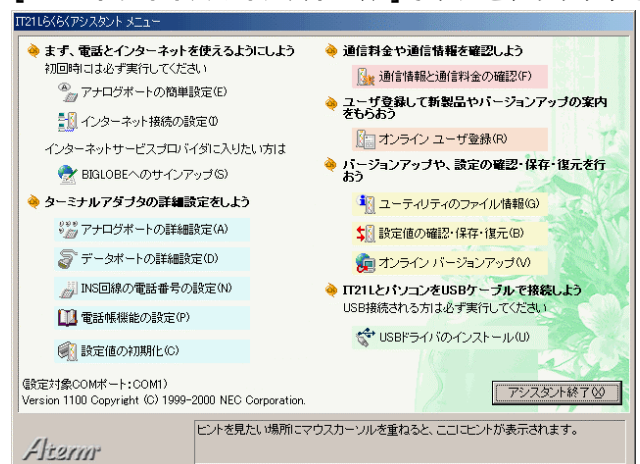 IT21Lらくらくアシスタント メニュー
まず、電話とインターネットを使えるようにしよう
初回時には必ず実行してください
アナログポートの簡単設定(E)
インターネット接続の設定(I)
インターネットサービスプロバイダに入りたい方は
BIGLOBEへのサインアップ(S)
ターミナルアダプタの詳細設定をしよう
アナログポートの詳細設定(A)
データポートの詳細設定(D)
INS回線の電話番号の設定(N)
電話帳機能の設定(P)
設定値の初期化(C)
(設定対象COMポート:COM1)
Version 1100 Copyright (C) 1999-2000 NEC Corporation.
通信料金や通信情報を確認しよう
通信情報と通信料金の確認(F)
ユーザ登録して新製品やバージョンアップの案内
をもらおう
オンライン ユーザ登録(R)
バージョンアップや、設定の確認・保存・復元を行
おう
ユーティリティのファイル情報(G)
設定値の確認・保存・復元(B)
オンライン バージョンアップ(V)
IT21LとパソコンをUSBケーブルで接続しよう
USB接続される方は必ず実行してください
USBドライバのインストール(U)
アシスタント終了(X)
Aterm
ヒントを見たい場所にマウスカーソルを重ねると、ここにヒントが表示されます。